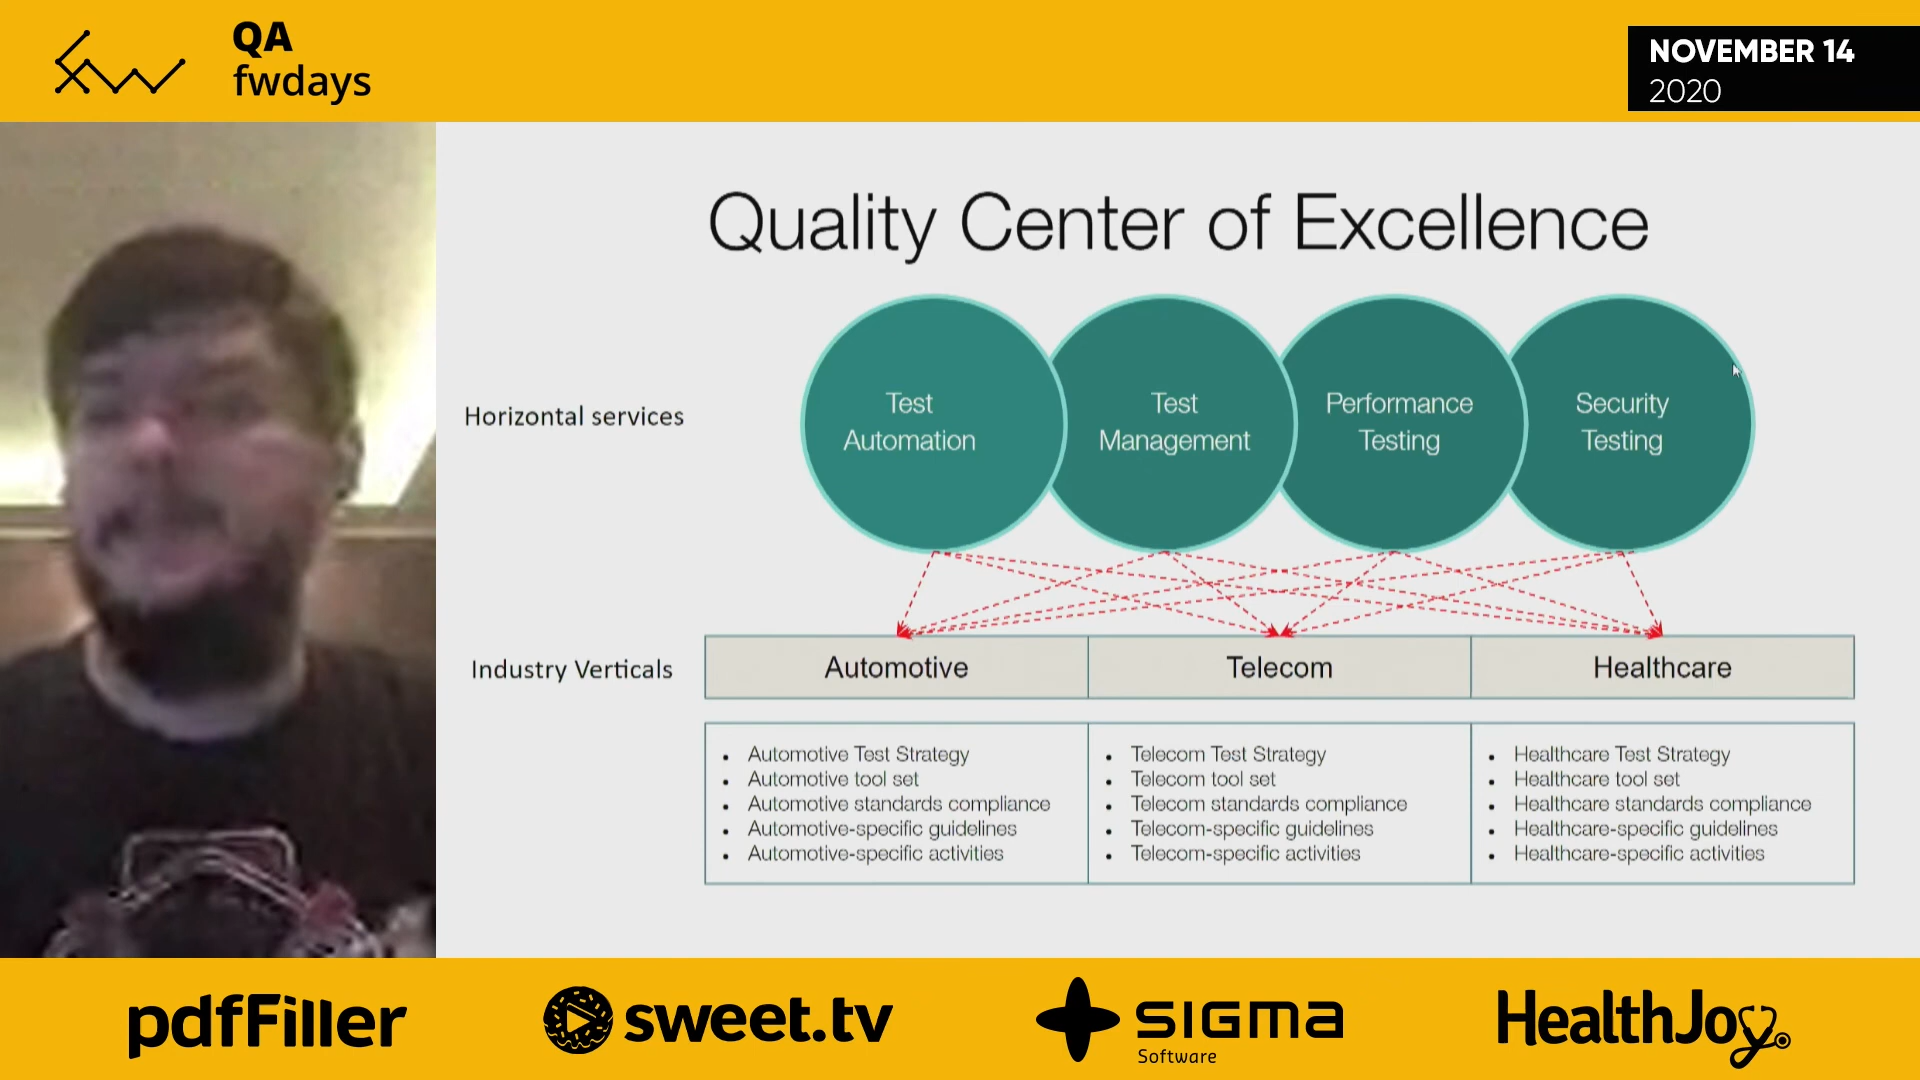 QA
fwdays
NOVEMBER 14
2020
Quality Center of Excellence
Horizontal services
Test
Automation
Test
Management
Performance
Testing
Security
Testing
Industry Verticals
Automotive
Telecom
Healthcare
• Automotive Test Strategy
• Automotive tool set
• Automotive standards compliance
• Automotive-specific guidelines
• Automotive-specific activities
• Telecom Test Strategy
• Telecom tool set
• Telecom standards compliance
• Telecom-specific guidelines
• Telecom-specific activities
• Healthcare Test Strategy
• Healthcare tool set
• Healthcare standards compliance
• Healthcare-specific guidelines
• Healthcare-specific activities
pdfFiller
sweet.tv
SIGMA
Software
HealthJoy